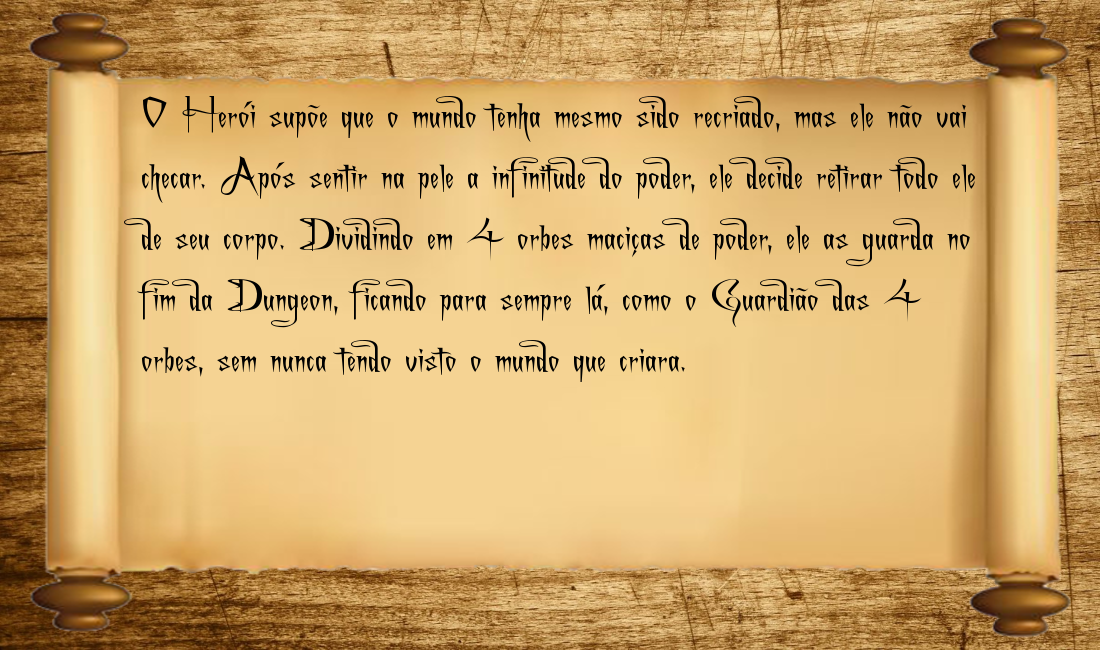 O Herói supõe que o mundo tenha mesmo sido recriado, mas ele não vai
checar. Após sentir na pele a infinitude do poder, ele decide retirar todo ele
de seu corpo. Dividindo em 4 orbes maciças de poder, ele as guarda no
fim da Dungeon, ficando para sempre lá, como o Guardião das 4
orbes, sem nunca tendo visto o mundo que criara.